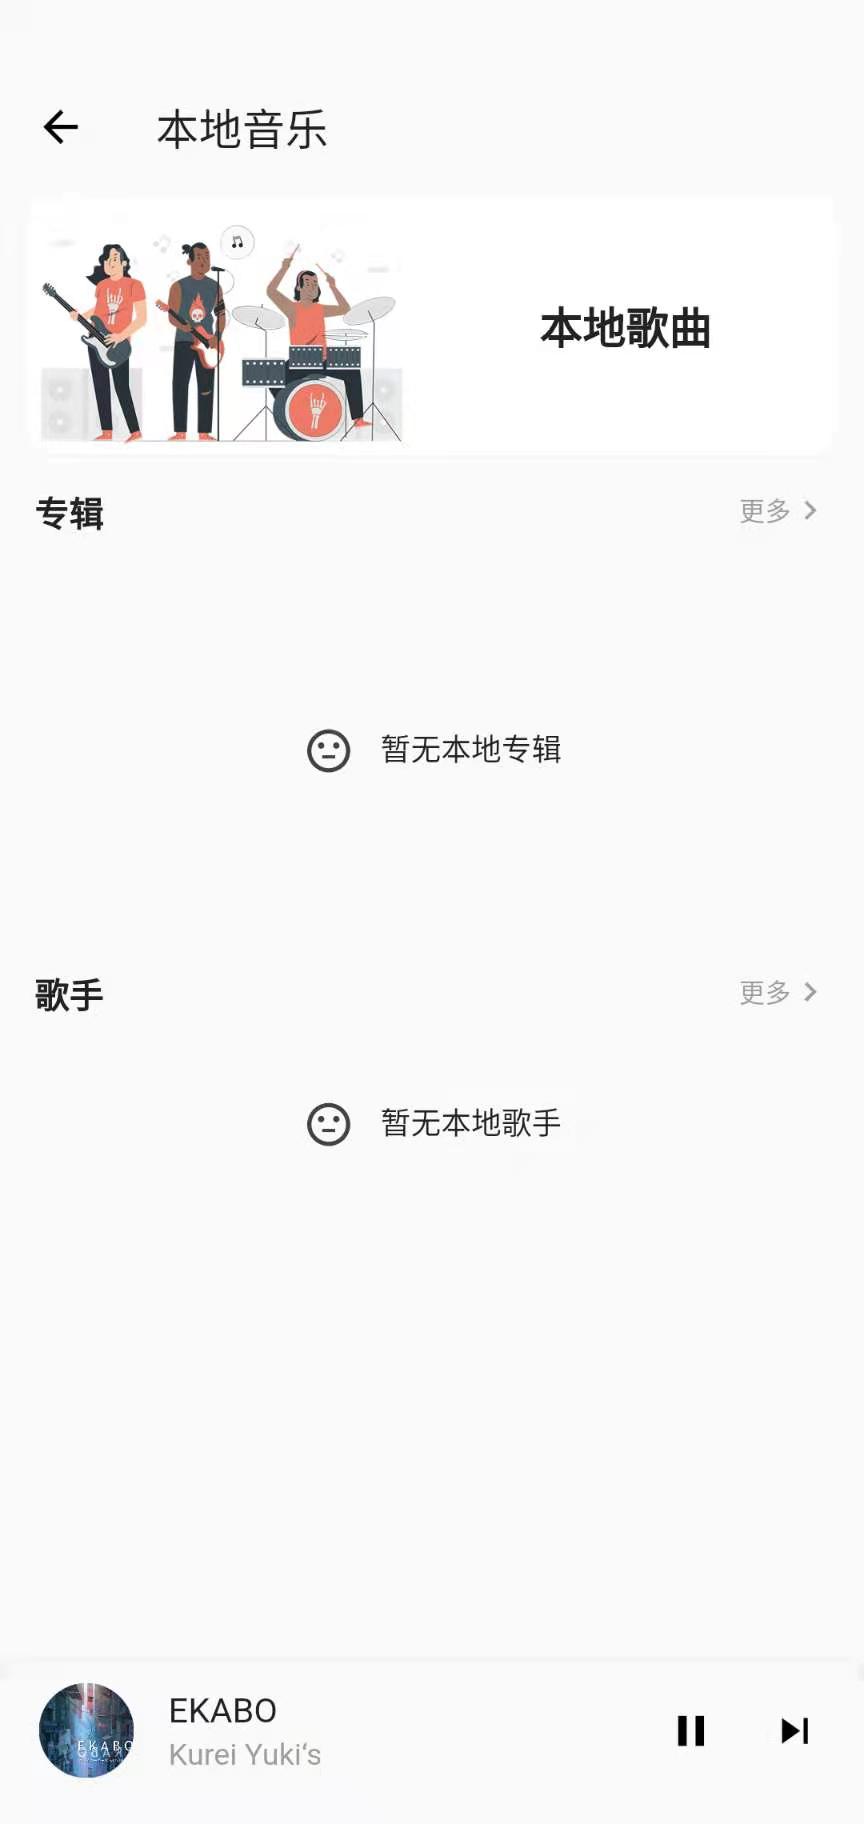 本地音乐
本地歌曲
专辑
更多
暂无本地专辑
歌手
更多
暂无本地歌手
EKABO
EKABO
Kurei Yuki‘s